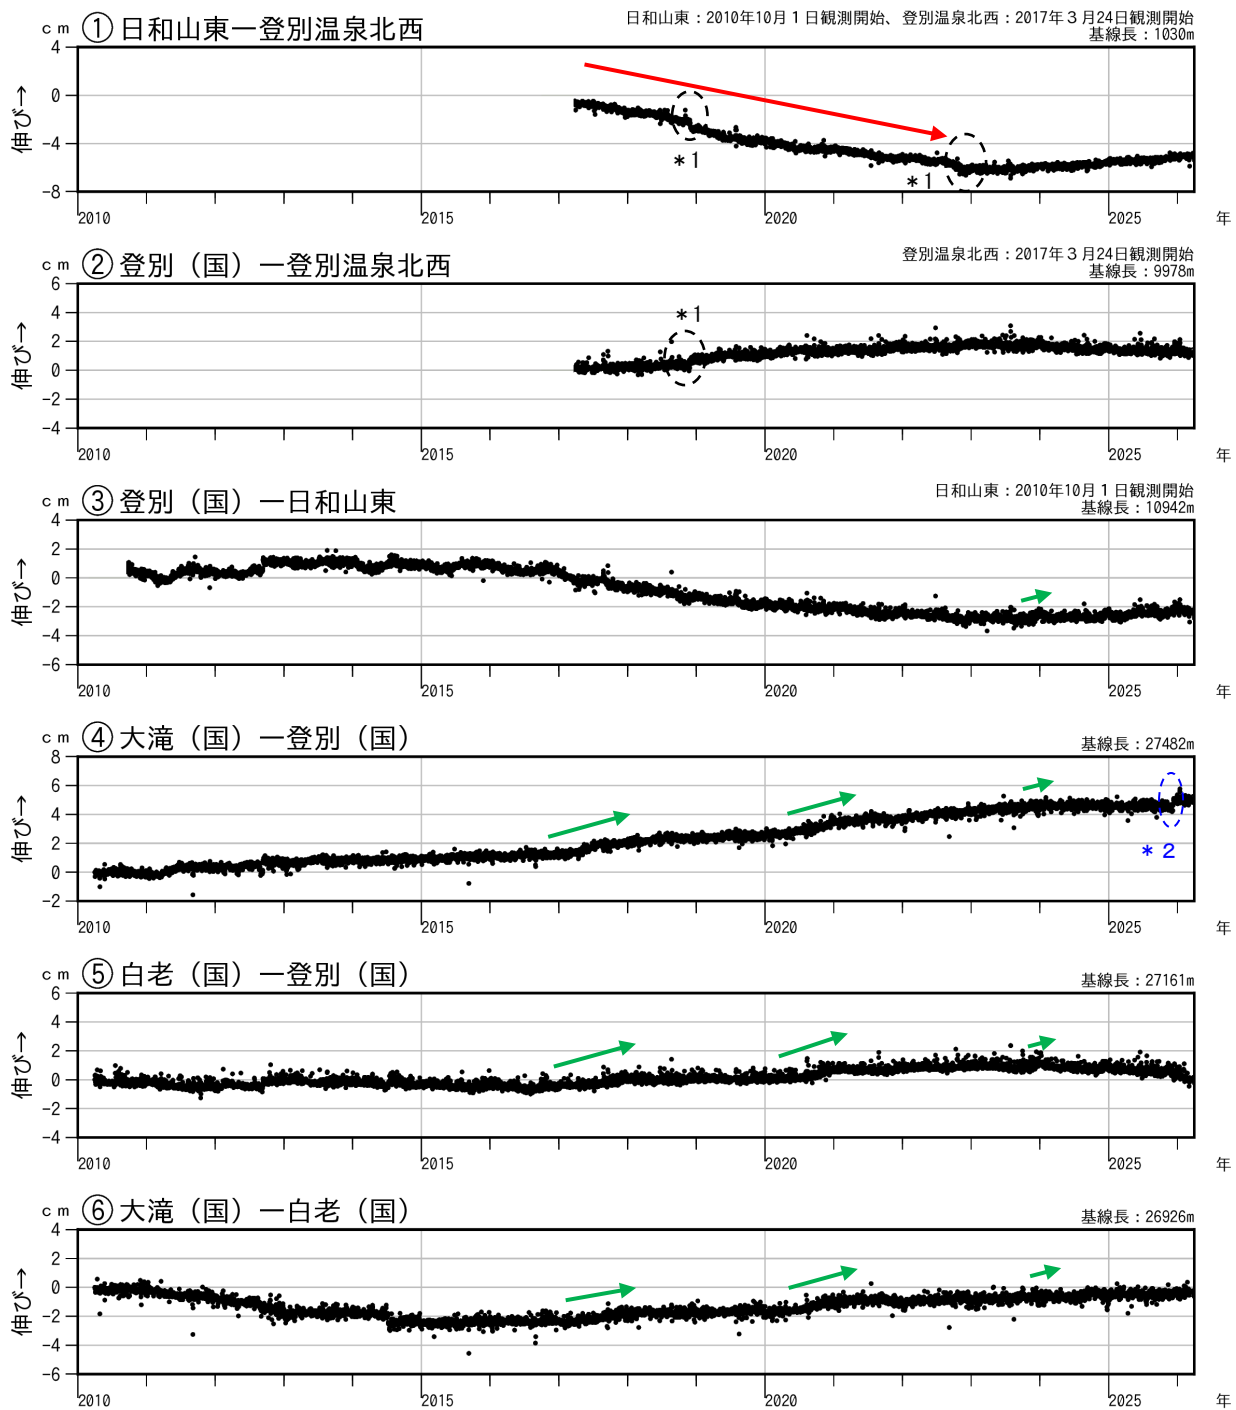 cm ①日和山東ー登別温泉北西
日和山東：2010年10月１日観測開始、登別温泉北西：2017年３月24日観測開始
基線長：1030m
4
0
-4
-8
伸び→
*1
*1
2010 2015 2020 2025 年
cm ②登別（国）ー登別温泉北西
登別温泉北西：2017年３月24日観測開始
基線長：9978m
6
4
2
0
-2
-4
伸び→
*1
2010 2015 2020 2025 年
cm ③登別（国）ー日和山東
日和山東：2010年10月１日観測開始
基線長：10942m
4
2
0
-2
-4
-6
伸び→
2010 2015 2020 2025 年
cm ④大滝（国）ー登別（国）
基線長：27482m
8
6
4
2
0
-2
伸び→
*2
2010 2015 2020 2025 年
cm ⑤白老（国）ー登別（国）
基線長：27161m
6
4
2
0
-2
-4
伸び→
2010 2015 2020 2025 年
cm ⑥大滝（国）ー白老（国）
基線長：26926m
4
2
0
-2
-4
-6
伸び→
2010 2015 2020 2025 年